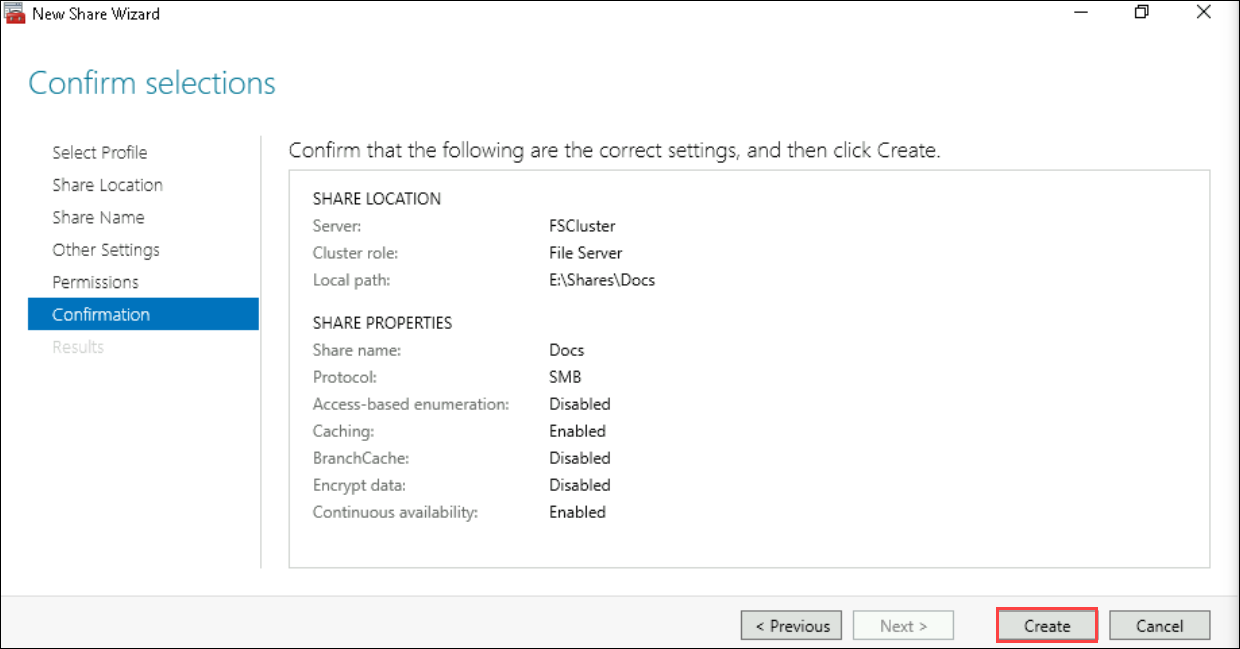 New Share Wizard
Confirm selections
Select Profile
Share Location
Share Name
Other Settings
Permissions
Confirmation
Results
Confirm that the following are the correct settings, and then click Create.
SHARE LOCATION
Server: FSCluster
Cluster role: File Server
Local path: E:\Shares\Docs
SHARE PROPERTIES
Share name: Docs
Protocol: SMB
Access-based enumeration: Disabled
Caching: Enabled
BranchCache: Disabled
Encrypt data: Disabled
Continuous availability: Enabled
< Previous Next > Create Cancel